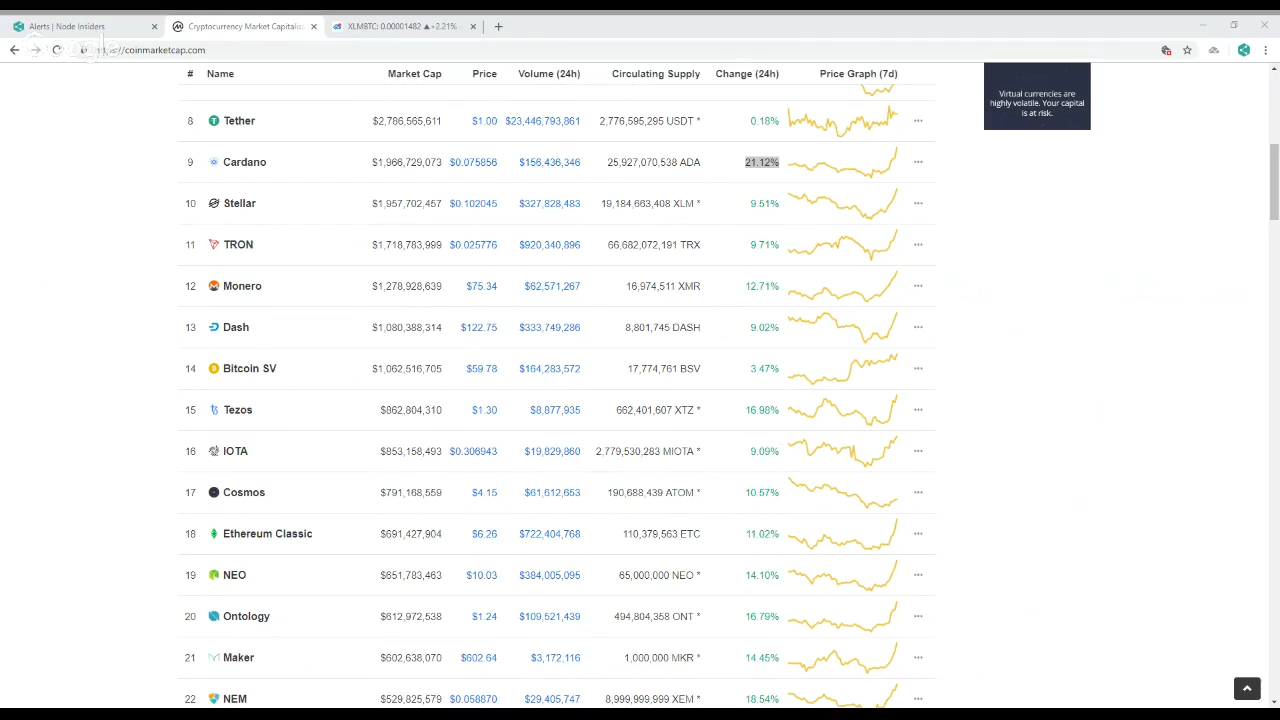 Alerts | Node Insiders
Cryptocurrency Market Capitaliz
XLMBTC: 0.00001482 ▲+2.21%
https://coinmarketcap.com
# Name Market Cap Price Volume (24h) Circulating Supply Change (24h) Price Graph (7d)
Virtual currencies are
highly volatile. Your capital
is at risk.
8 Tether $2,786,565,611 $1.00 $23,446,793,861 2,776,595,295 USDT * 0.18%
9 Cardano $1,966,729,073 $0.075856 $156,436,346 25,927,070,538 ADA 21.12%
10 Stellar $1,957,702,457 $0.102045 $327,828,483 19,184,663,408 XLM * 9.51%
11 TRON $1,718,783,999 $0.025776 $920,340,896 66,682,072,191 TRX 9.71%
12 Monero $1,278,928,639 $75.34 $62,571,267 16,974,511 XMR 12.71%
13 Dash $1,080,388,314 $122.75 $333,749,286 8,801,745 DASH 9.02%
14 Bitcoin SV $1,062,516,705 $59.78 $164,283,572 BSV 3.47%
15 Tezos $862,804,310 $1.30 $8,877,935 XTZ * 16.98%
16 IOTA $853,158,493 $0.306943 $19,829,860 2,779,530,283 MIOTA * 9.09%
17 Cosmos $791,168,559 $4.15 $61,612,653 190,688,439 ATOM * 10.57%
18 Ethereum Classic $691,427,904 $6.26 $722,404,768 110,379,563 ETC 11.02%
19 NEO $651,783,463 $10.03 $384,005,095 65,000,000 NEO * 14.10%
20 Ontology $612,972,538 $1.24 $109,521,439 494,804,358 ONT * 16.79%
21 Maker $602,638,070 $602.64 $3,172,116 1,000,000 MKR * 14.45%
22 NEM $529,825,579 $0.058870 8,999,999,999 XEM * 18.54%